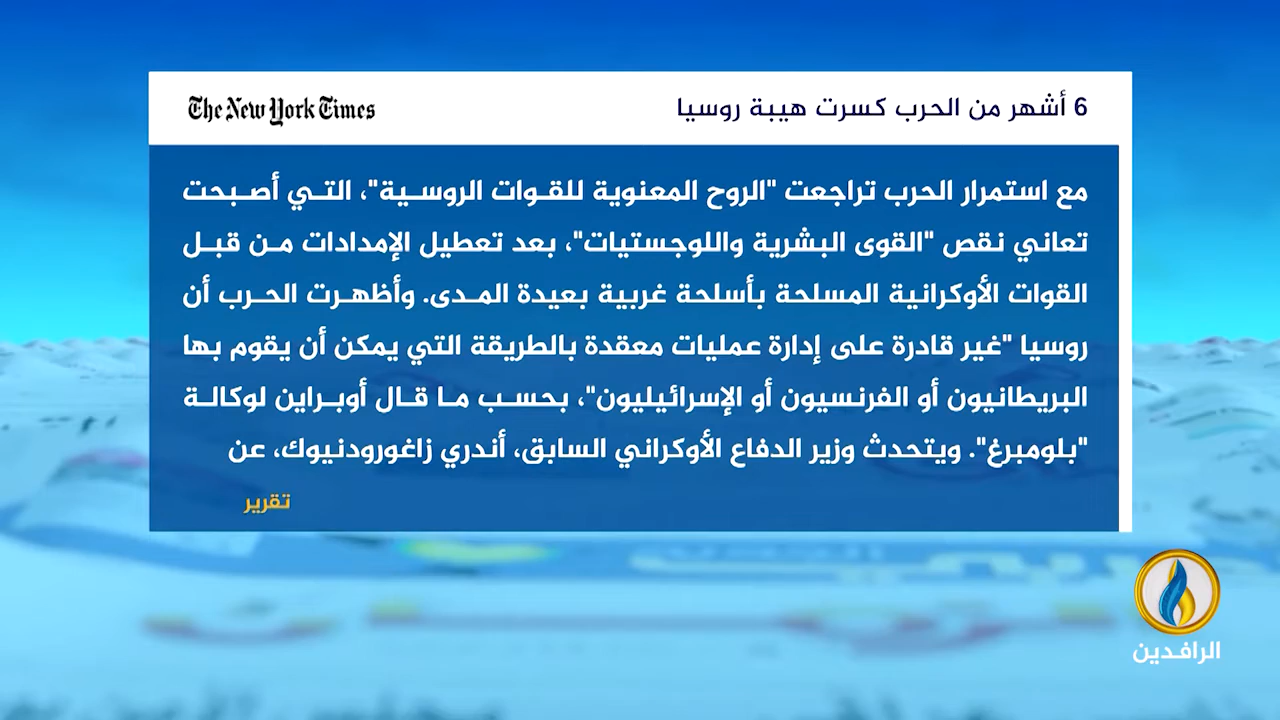 6 أشهر من الحرب كسرت هيبة روسيا
The New York Times
مع استمرار الحرب تراجعت "الروح المعنوية للقوات الروسية"، التي أصبحت
تعاني نقص "القوى البشرية واللوجستيات"، بعد تعطيل الإمدادات من قبل
القوات الأوكرانية المسلحة بأسلحة غربية بعيدة المدى. وأظهرت الحرب أن
روسيا "غير قادرة على إدارة عمليات معقدة بالطريقة التي يمكن أن يقوم بها
البريطانيون أو الفرنسيون أو الإسرائيليون"، بحسب ما قال أوبراين لوكالة
"بلومبرغ". ويتحدث وزير الدفاع الأوكراني السابق، أندري زاغورودنيوك، عن
تقرير
الرافدين